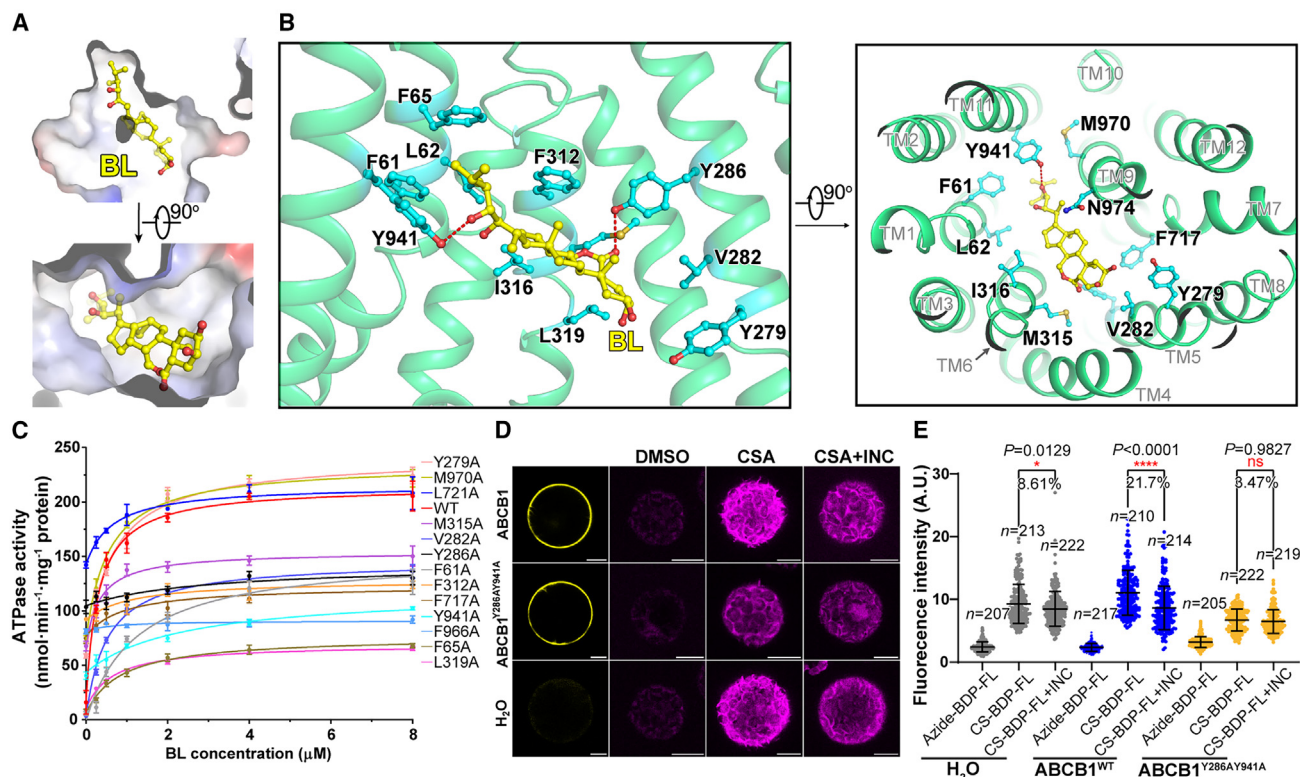 A
BL
90°
B
F65
L62
F61
F312
Y286
Y941
I316
V282
L319
BL
Y279
90°
TM10
TM11
M970
TM2
Y941
TM12
TM9
F61
N974
TM7
TM1
L62
F717
TM8
I316
TM3
Y279
M315
V282
TM5
TM6
TM4
C
ATPase activity
(nmol·min-1·mg-1 protein)
250
200
150
100
50
0
0
2
4
6
8
BL concentration (μM)
Y279A
M970A
L721A
WT
M315A
V282A
Y286A
F61A
F312A
F717A
Y941A
F966A
F65A
L319A
D
DMSO
CSA
CSA+INC
ABCB1
ABCB1Y286AY941A
H2O
E
Fluorescence intensity (A.U.)
30
20
10
0
P=0.0129
*
8.61%
P<0.0001
****
21.7%
P=0.9827
ns
3.47%
n=207
n=213
n=222
n=217
n=210
n=214
n=205
n=222
n=219
Azide-BDP-FL
CS-BDP-FL
CS-BDP-FL+INC
Azide-BDP-FL
CS-BDP-FL
CS-BDP-FL+INC
Azide-BDP-FL
CS-BDP-FL
CS-BDP-FL+INC
H2O
ABCB1WT
ABCB1Y286AY941A